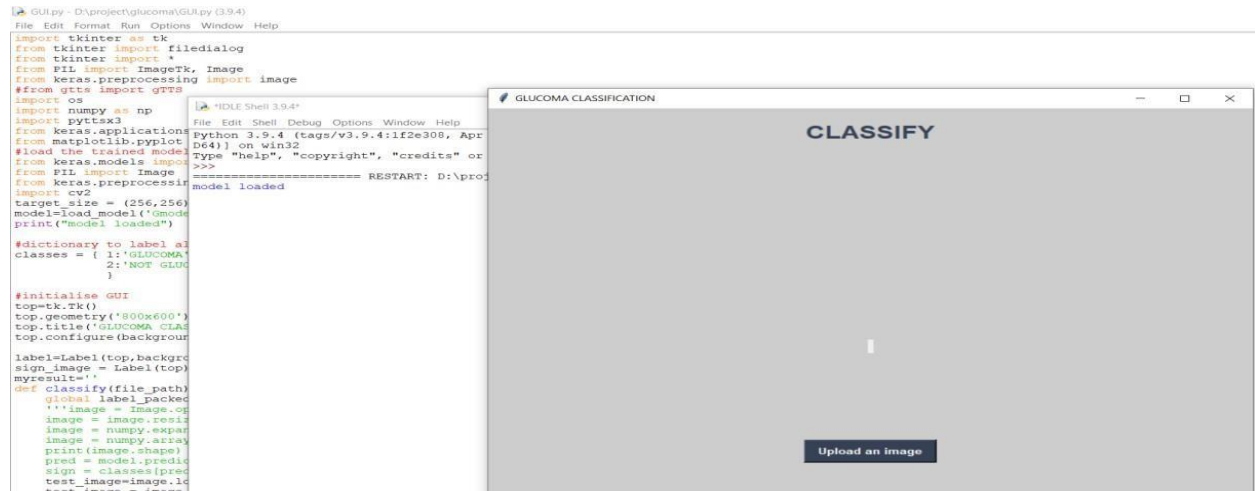 GUI.py - D:\project\glucoma\GUI.py (3.9.4)
File Edit Format Run Options Window Help
import tkinter as tk
from tkinter import filedialog
from tkinter import *
from PIL import ImageTk, Image
from keras.preprocessing import image
#from gtts import gTTS
import os
import numpy as np
import pyttsx3
from keras.applications
from matplotlib.pyplot
#load the trained model
from keras.models impo
from PIL import Image
from keras.preprocessin
import cv2
target_size = (256,256)
model=load_model('Gmode
print("model loaded")
#dictionary to label al
classes = { 1:'GLUCOMA'
2:'NOT GLUC
}
#initialise GUI
top=tk.Tk()
top.geometry('800x600')
top.title('GLUCOMA CLAS
top.configure(backgroun
label=Label(top,backgro
sign_image = Label(top)
myresult=''
def classify(file_path)
global label_packed
'''image = Image.op
image = image.resiz
image = numpy.expan
image = numpy.array
print(image.shape)
pred = model.predic
sign = classes[pred
test_image=image.lo
test_image = image
*IDLE Shell 3.9.4*
File Edit Shell Debug Options Window Help
Python 3.9.4 (tags/v3.9.4:1f2e308, Apr
D64)] on win32
Type "help", "copyright", "credits" or
>>>
====================== RESTART: D:\proj
model loaded
GLUCOMA CLASSIFICATION
CLASSIFY
Upload an image